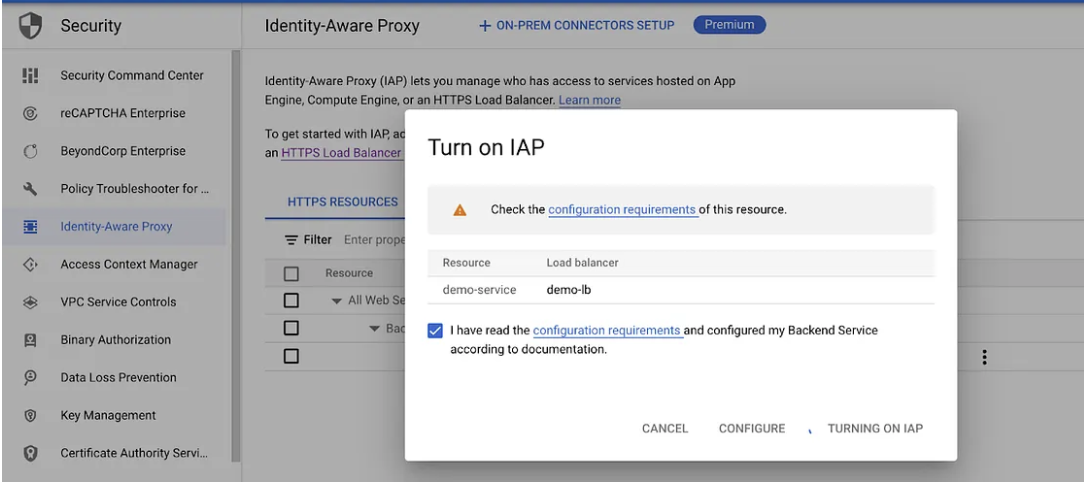 Security
Identity-Aware Proxy
ON-PREM CONNECTORS SETUP
Premium
Security Command Center
reCAPTCHA Enterprise
BeyondCorp Enterprise
Policy Troubleshooter for ...
Identity-Aware Proxy
Access Context Manager
VPC Service Controls
Binary Authorization
Data Loss Prevention
Key Management
Certificate Authority Servi...
Identity-Aware Proxy (IAP) lets you manage who has access to services hosted on App
Engine, Compute Engine, or an HTTPS Load Balancer. Learn more
To get started with IAP, ad
an HTTPS Load Balancer
HTTPS RESOURCES
Filter Enter prope
Resource
All Web Se
Bac
Turn on IAP
Check the configuration requirements of this resource.
Resource Load balancer
demo-service demo-lb
I have read the configuration requirements and configured my Backend Service
according to documentation.
CANCEL CONFIGURE TURNING ON IAP